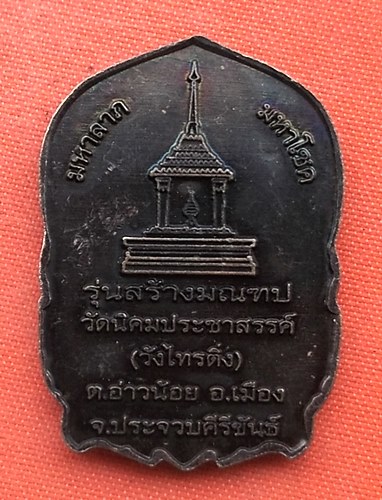 มหาลาภ
มหาโชค
รุ่นสร้างมณฑป
วัดนิคมประชาสรรค์
(วังไทรติ่ง)
ต.อ่าวน้อย อ.เมือง
จ.ประจวบคีรีขันธ์